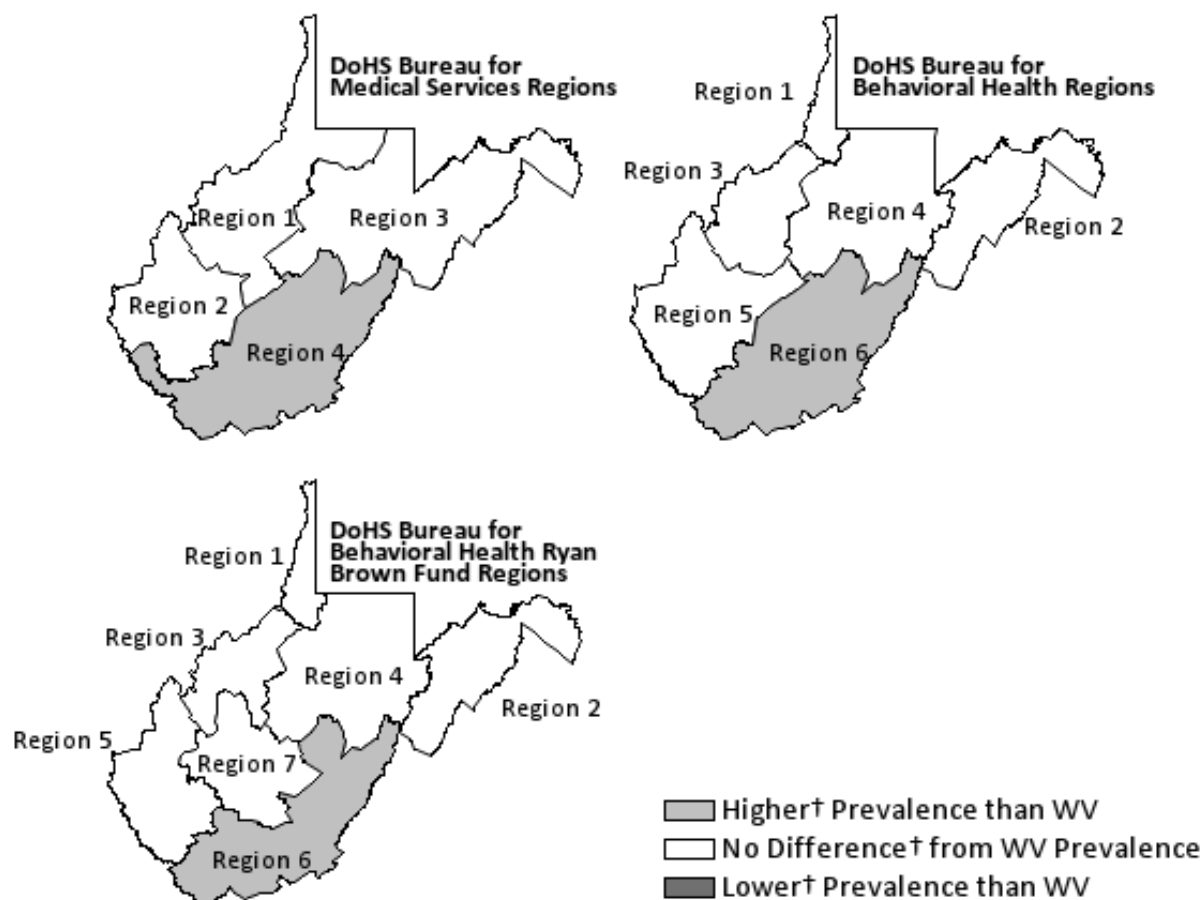 DoHS Bureau for
Medical Services Regions
Region 1
Region 3
Region 2
Region 4
DoHS Bureau for
Behavioral Health Regions
Region 1
Region 3
Region 4
Region 2
Region 5
Region 6
DoHS Bureau for
Behavioral Health Ryan
Brown Fund Regions
Region 1
Region 3
Region 4
Region 2
Region 5
Region 7
Region 6
Higher† Prevalence than WV
No Difference† from WV Prevalence
Lower† Prevalence than WV